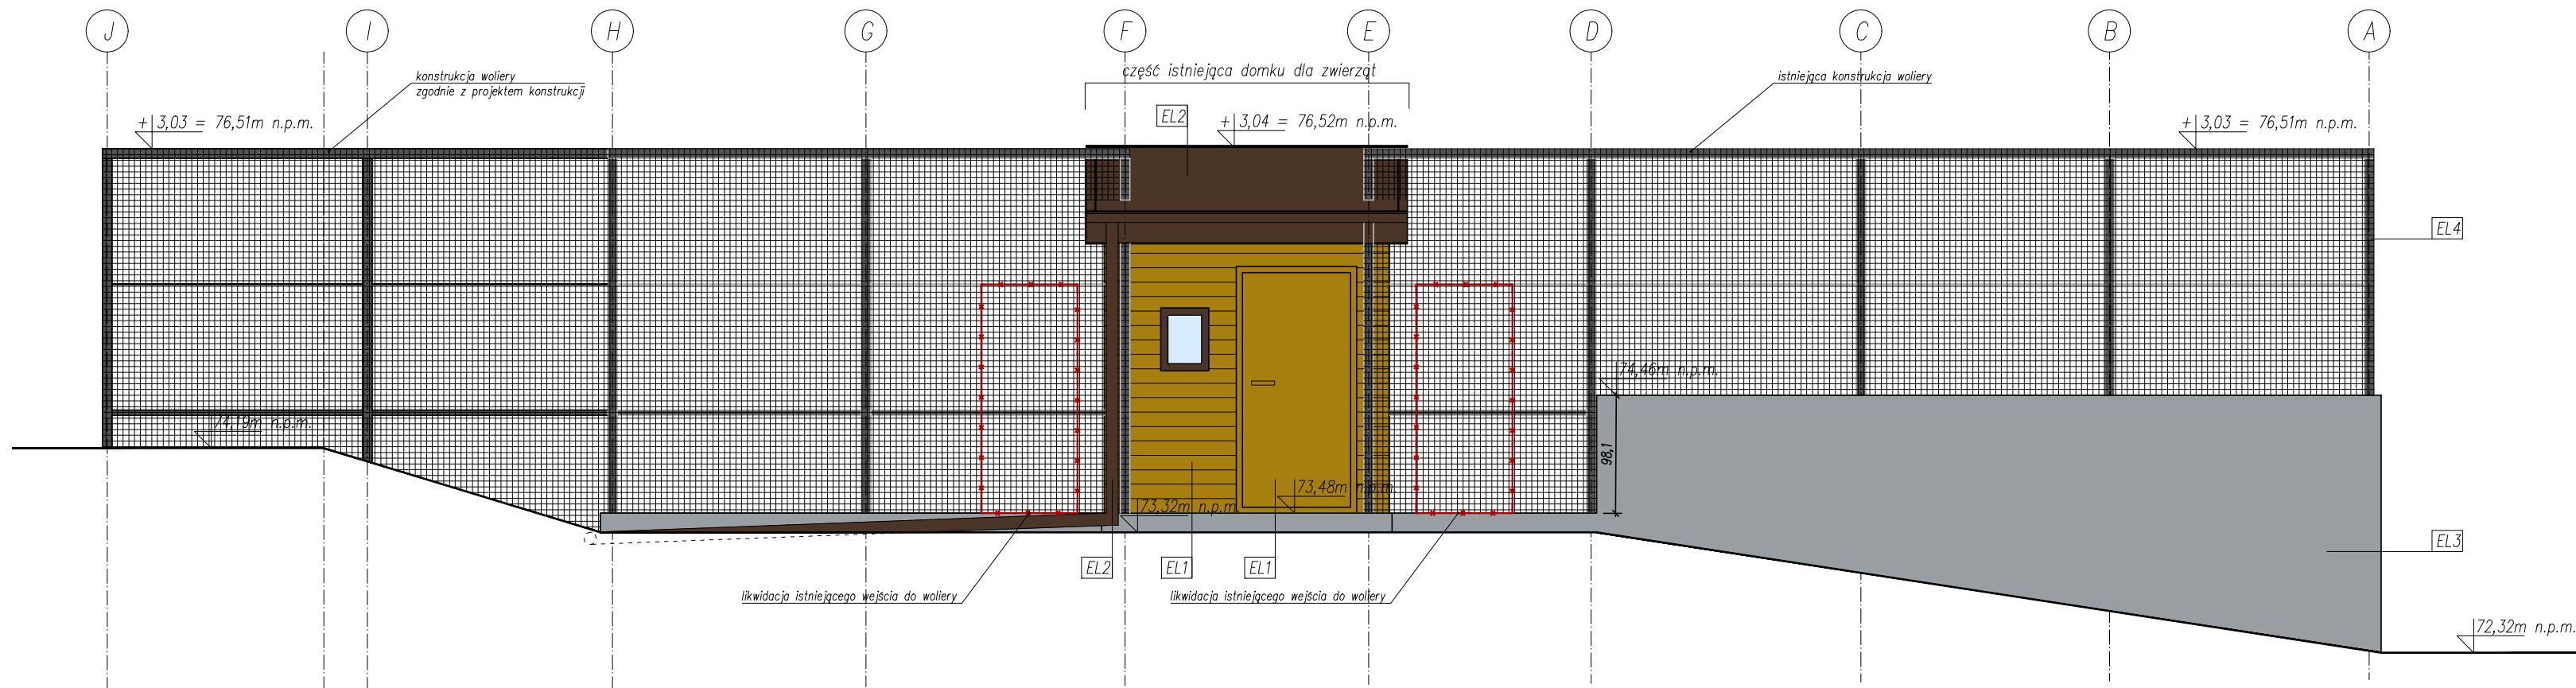 J
I
H
G
F
E
D
C
B
A
konstrukcja woliery
zgodnie z projektem konstrukcji
część istniejąca domku dla zwierząt
istniejąca konstrukcja woliery
+ 3,03 = 76,51m n.p.m.
EL2
+ 3,04 = 76,52m n.p.m.
+ 3,03 = 76,51m n.p.m.
EL4
74,46m n.p.m.
74,19m n.p.m.
98,1
73,48m n.p.m.
73,32m n.p.m.
EL3
EL2
EL1
EL1
likwidacja istniejącego wejścia do woliery
likwidacja istniejącego wejścia do woliery
72,32m n.p.m.